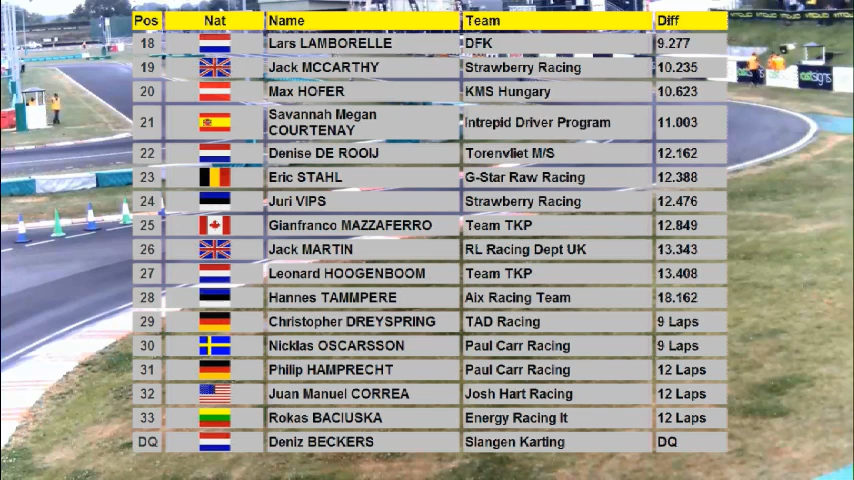 Pos Nat Name Team Diff
18 Lars LAMBORELLE DFK 9.277
19 Jack MCCARTHY Strawberry Racing 10.235
20 Max HOFER KMS Hungary 10.623
21 Savannah Megan COURTENAY Intrepid Driver Program 11.003
22 Denise DE ROOIJ Torenvliet M/S 12.162
23 Eric STAHL G-Star Raw Racing 12.388
24 Juri VIPS Strawberry Racing 12.476
25 Gianfranco MAZZAFERRO Team TKP 12.849
26 Jack MARTIN RL Racing Dept UK 13.343
27 Leonard HOOGENBOOM Team TKP 13.408
28 Hannes TAMMPERE Aix Racing Team 18.162
29 Christopher DREYSPRING TAD Racing 9 Laps
30 Nicklas OSCARSSON Paul Carr Racing 9 Laps
31 Philip HAMPRECHT Paul Carr Racing 12 Laps
32 Juan Manuel CORREA Josh Hart Racing 12 Laps
33 Rokas BACIUSKA Energy Racing It 12 Laps
DQ Deniz BECKERS Slangen Karting DQ